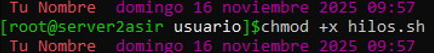 Tu Nombre domingo 16 noviembre 2025 09:57
[root@server2asir usuario]$chmod +x hilos.sh
Tu Nombre domingo 16 noviembre 2025 09:57